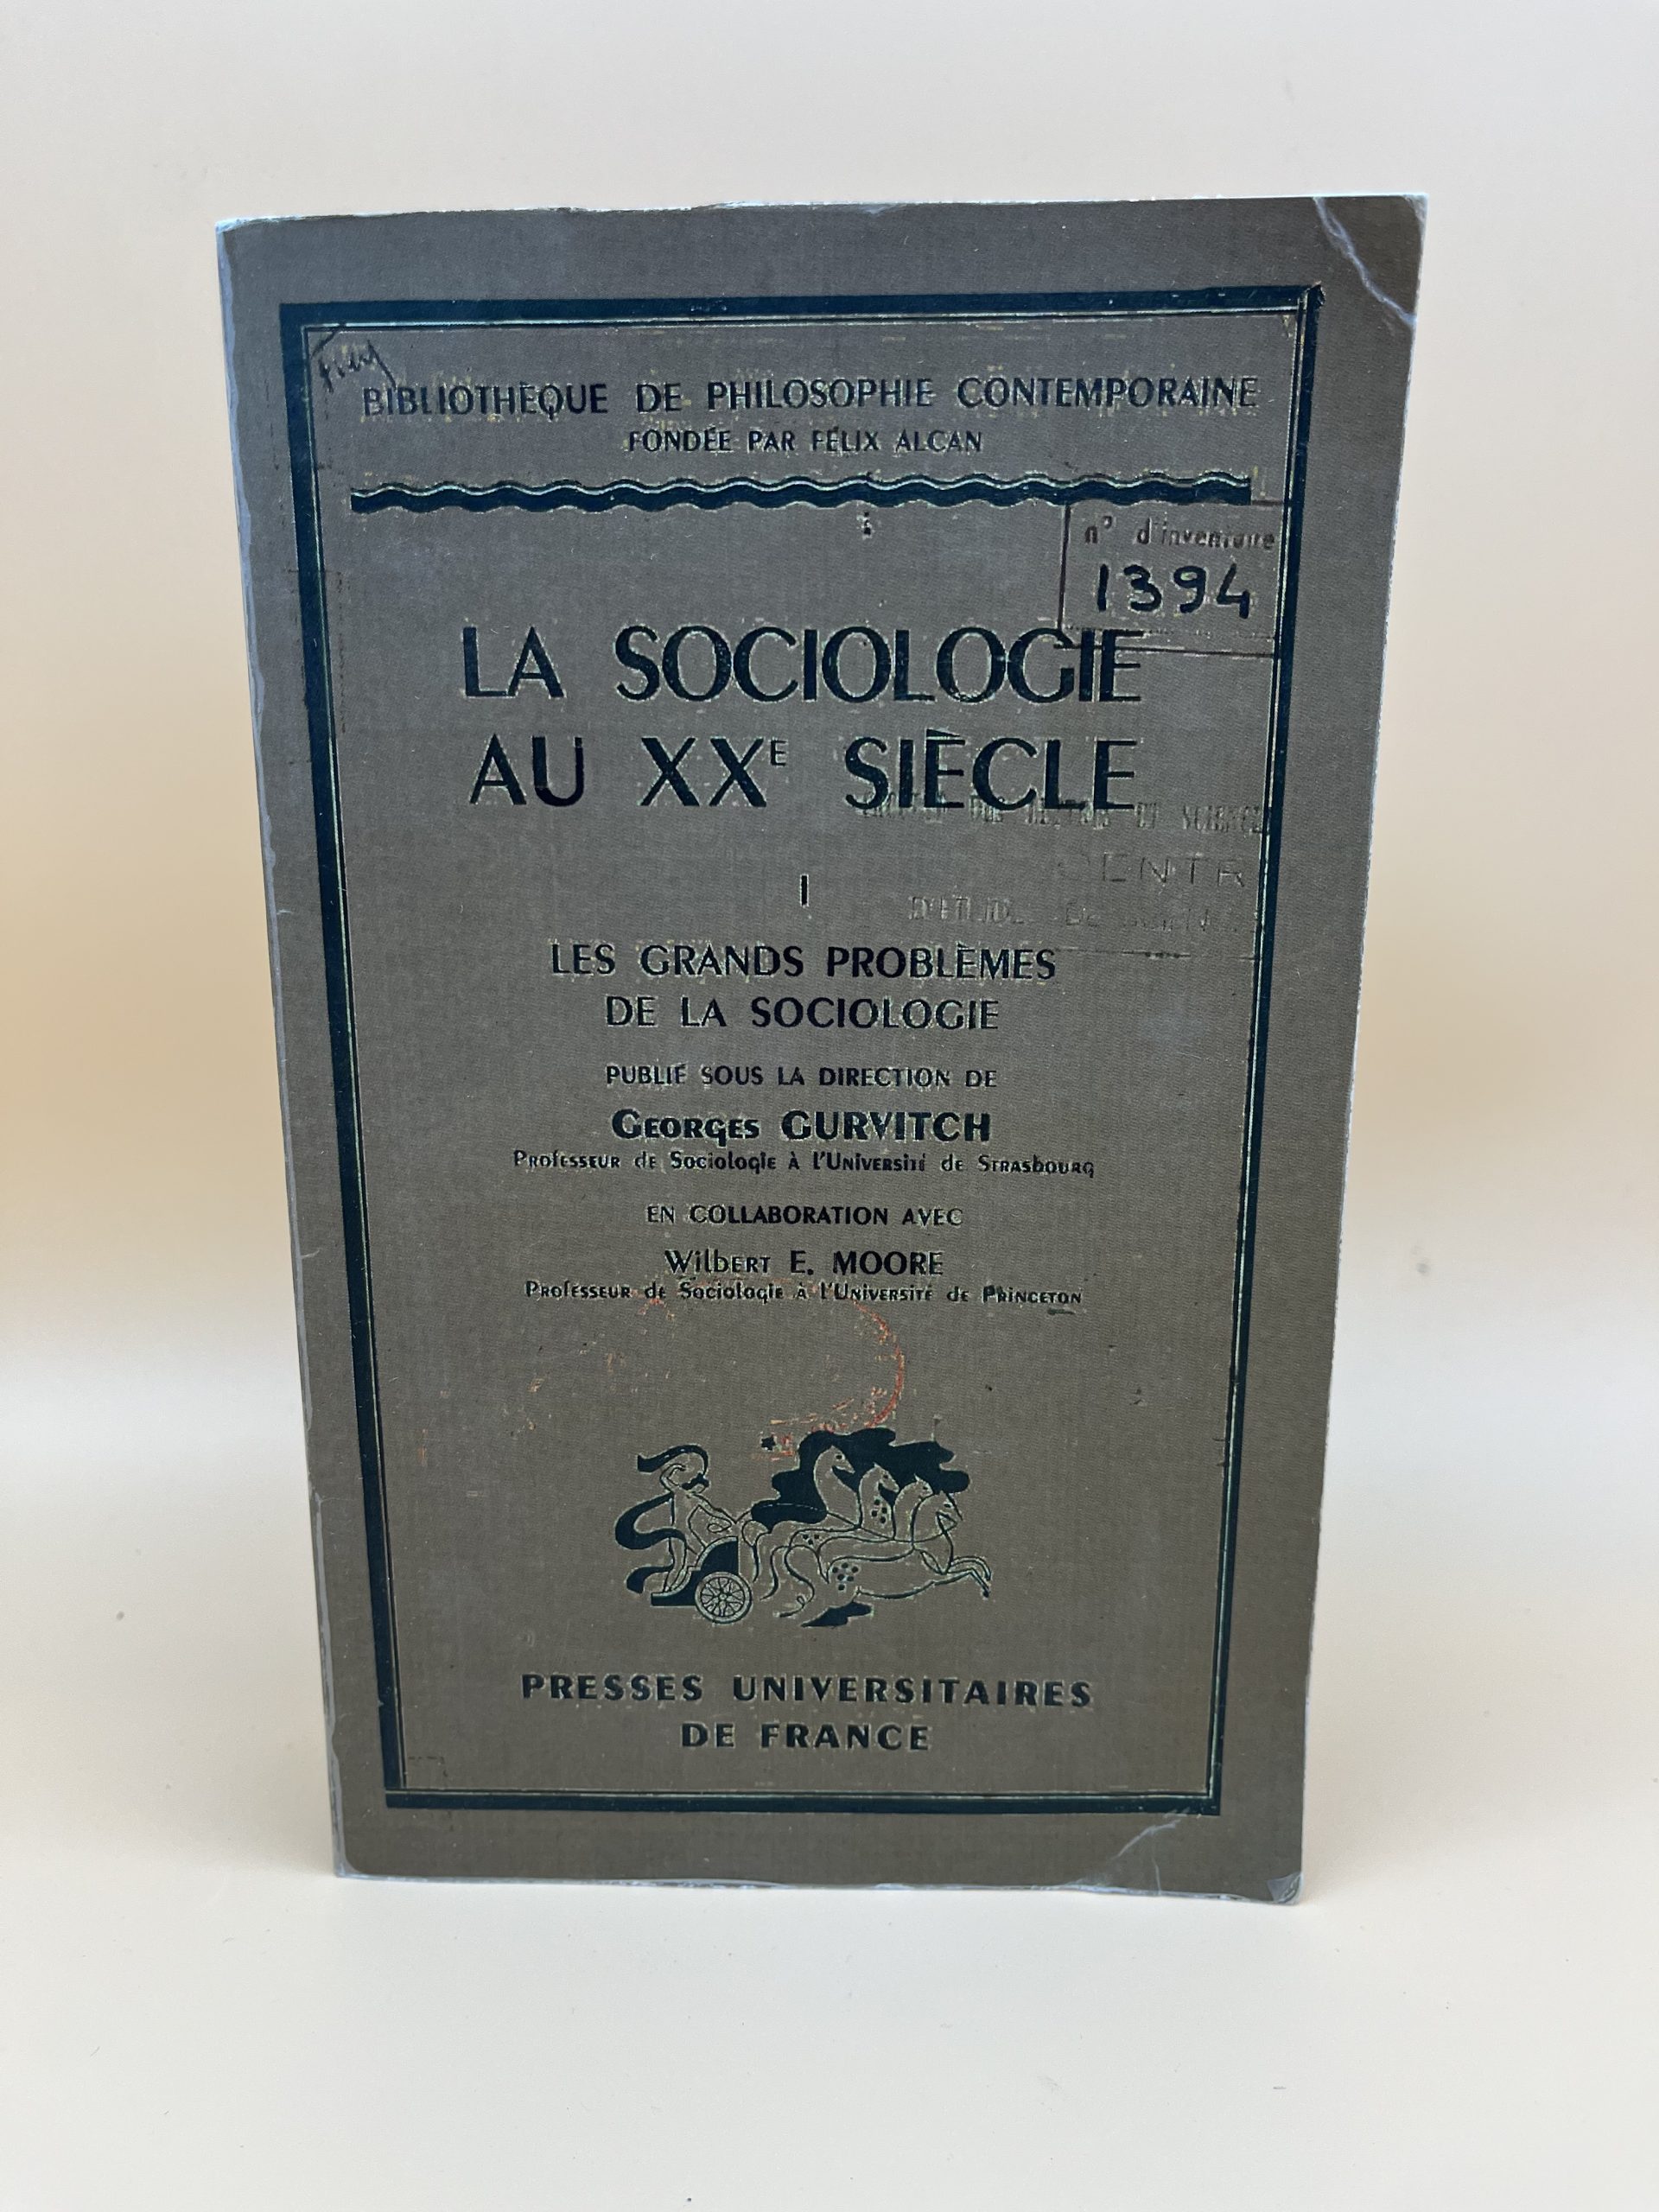 BIBLIOTHÈQUE DE PHILOSOPHIE CONTEMPORAINE
FONDÉE PAR FÉLIX ALCAN
n° d'inventaire
1394
LA SOCIOLOGIE
AU XXE SIÈCLE
I
LES GRANDS PROBLÈMES
DE LA SOCIOLOGIE
PUBLIÉ SOUS LA DIRECTION DE
Georges GURVITCH
Professeur de Sociologie à l'Université de Strasbourg
EN COLLABORATION AVEC
Wilbert E. MOORE
Professeur de Sociologie à l'Université de Princeton
PRESSES UNIVERSITAIRES
DE FRANCE